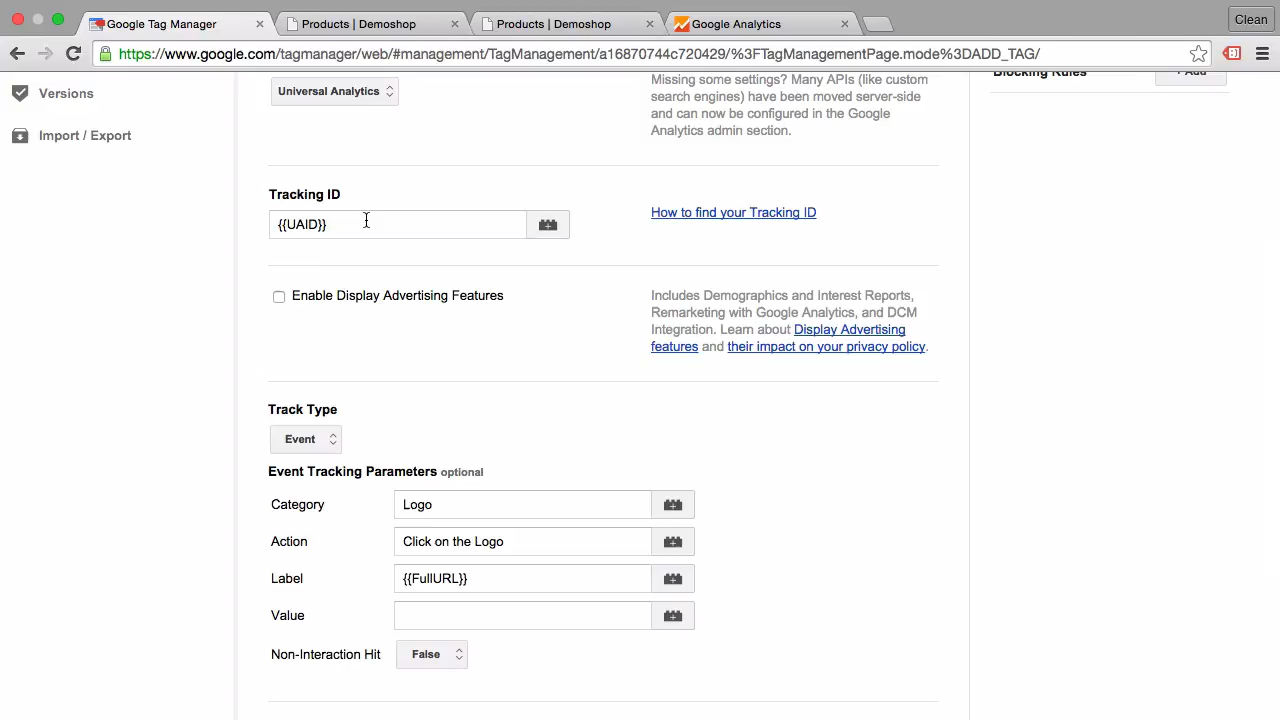 Google Tag Manager
Products | Demoshop
Products | Demoshop
Google Analytics
Clean
https://www.google.com/tagmanager/web/#management/TagManagement/a16870744c720429/%3FTagManagementPage.mode%3DADD_TAG/
Versions
Import / Export
Universal Analytics
Missing some settings? Many APIs (like custom
search engines) have been moved server-side
and can now be configured in the Google
Analytics admin section.
Blocking Rules
+ Add
Tracking ID
{{UAID}}
How to find your Tracking ID
Enable Display Advertising Features
Includes Demographics and Interest Reports,
Remarketing with Google Analytics, and DCM
Integration. Learn about Display Advertising
features and their impact on your privacy policy.
Track Type
Event
Event Tracking Parameters optional
Category
Logo
Action
Click on the Logo
Label
{{FullURL}}
Value
Non-Interaction Hit
False